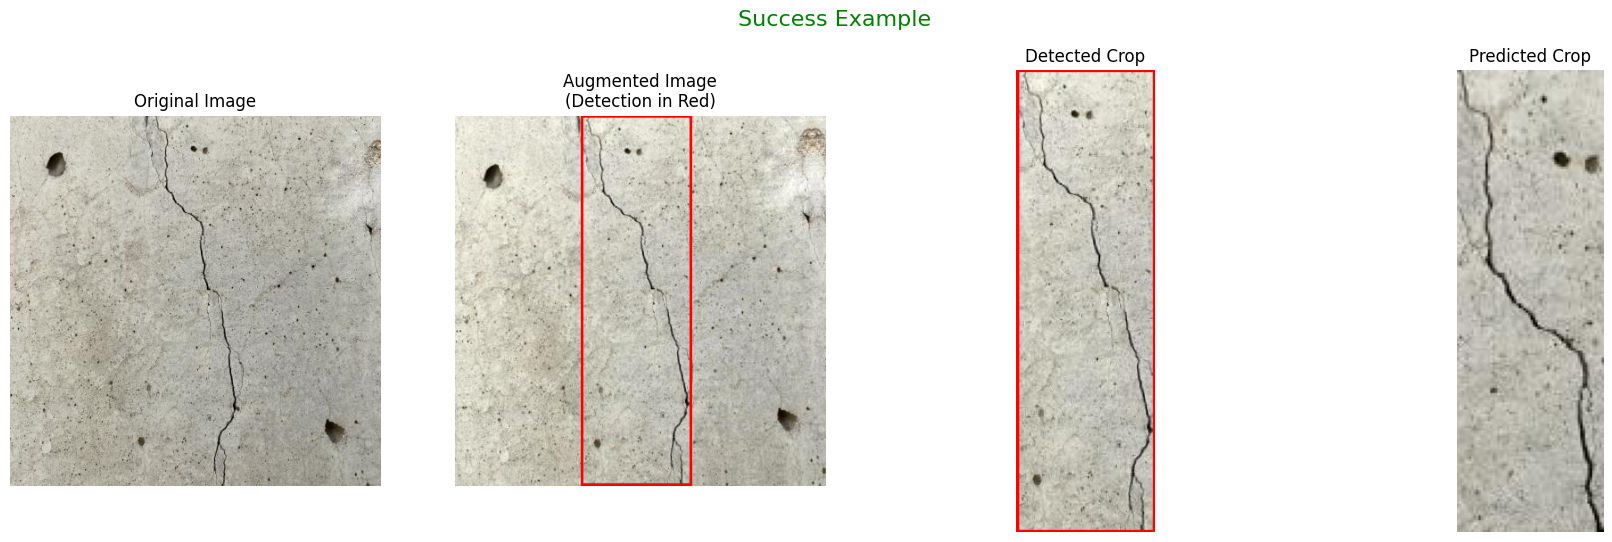 Success Example
Original Image
Augmented Image
(Detection in Red)
Detected Crop
Predicted Crop